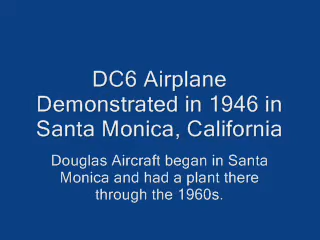 DC6 Airplane
Demonstrated in 1946 in
Santa Monica, California
Douglas Aircraft began in Santa
Monica and had a plant there
through the 1960s.